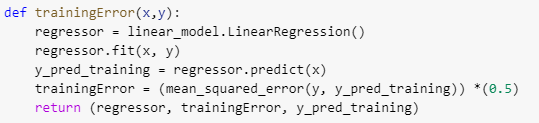 def trainingError(x,y):
    regressor = linear_model.LinearRegression()
    regressor.fit(x, y)
    y_pred_training = regressor.predict(x)
    trainingError = (mean_squared_error(y, y_pred_training)) *(0.5)
    return (regressor, trainingError, y_pred_training)